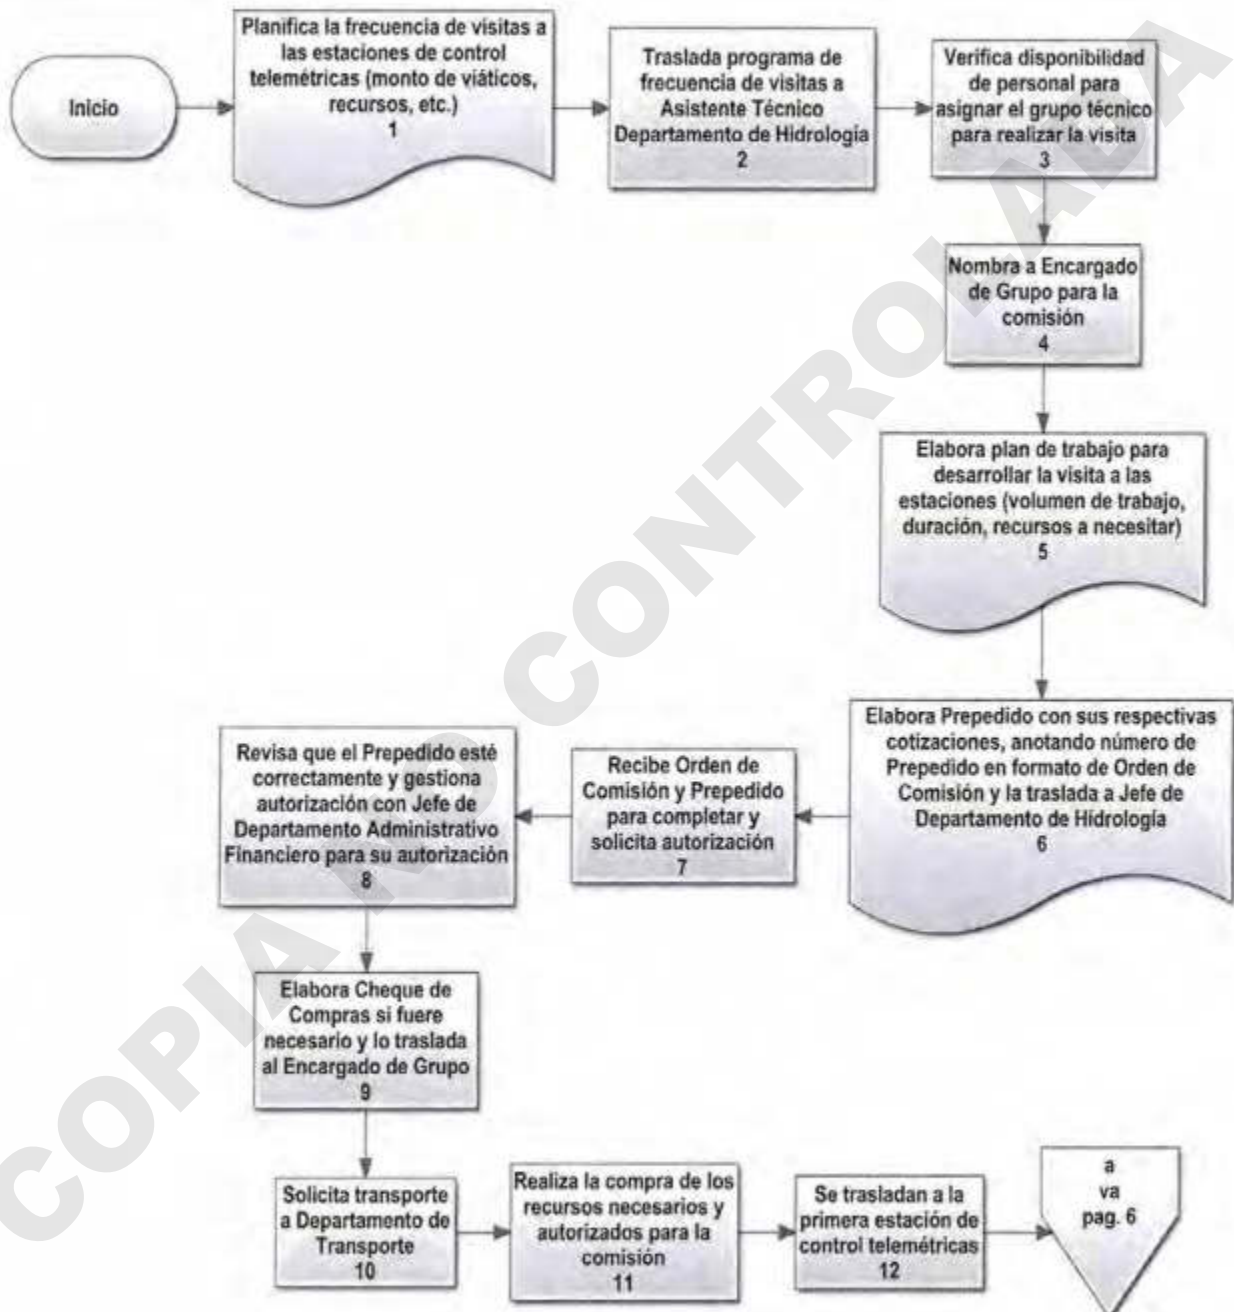 Inicio
Planifica la frecuencia de visitas a
las estaciones de control
telemétricas (monto de viáticos,
recursos, etc.)
1
Traslada programa de
frecuencia de visitas a
Asistente Técnico
Departamento de Hidrología
2
Verifica disponibilidad
de personal para
asignar el grupo técnico
para realizar la visita
3
Nombra a Encargado
de Grupo para la
comisión
4
Elabora plan de trabajo para
desarrollar la visita a las
estaciones (volumen de trabajo,
duración, recursos a necesitar)
5
Elabora Prepedido con sus respectivas
cotizaciones, anotando número de
Prepedido en formato de Orden de
Comisión y la traslada a Jefe de
Departamento de Hidrología
6
Recibe Orden de
Comisión y Prepedido
para completar y
solicita autorización
7
Revisa que el Prepedido esté
correctamente y gestiona
autorización con Jefe de
Departamento Administrativo
Financiero para su autorización
8
Elabora Cheque de
Compras si fuere
necesario y lo traslada
al Encargado de Grupo
9
Solicita transporte
a Departamento de
Transporte
10
Realiza la compra de los
recursos necesarios y
autorizados para la
comisión
11
Se trasladan a la
primera estación de
control telemétricas
12
a
va
pag. 6
COPIA NO CONTROLADA